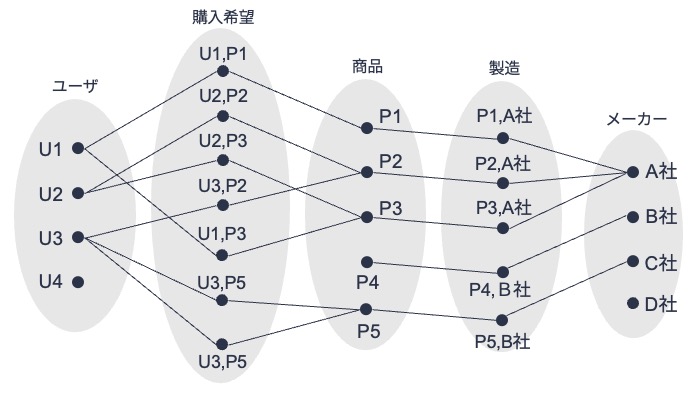 ユーザ
U1
U2
U3
U4
購入希望
U1,P1
U2,P2
U2,P3
U3,P2
U1,P3
U3,P5
U3,P5
商品
P1
P2
P3
P4
P5
製造
P1,A社
P2,A社
P3,A社
P4,B社
P5,B社
メーカー
A社
B社
C社
D社